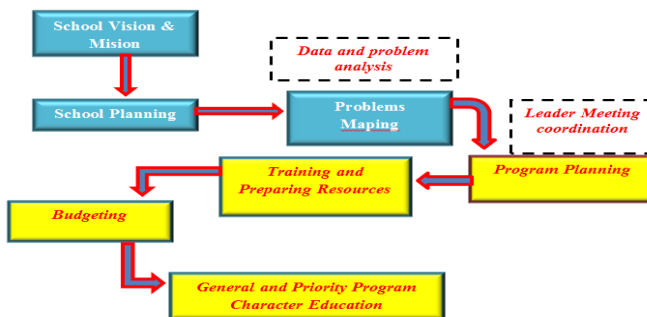 School Vision &
Mision
Data and problem
analysis
School Planning
Problems
Maping
Leader Meeting
coordination
Training and
Preparing Resources
Program Planning
Budgeting
General and Priority Program
Character Education